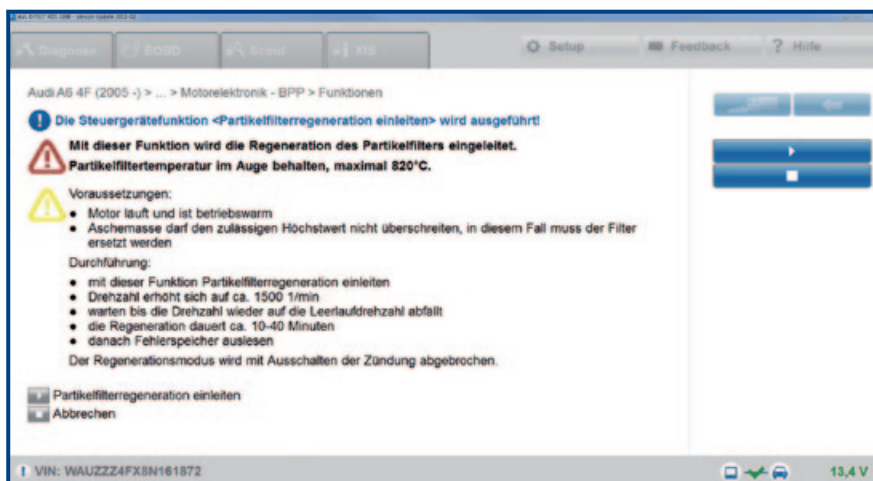 Diagnose EOBD Scout XIS Setup Feedback ? Hilfe
Audi A6 4F (2005 -) > ... > Motorelektronik - BPP > Funktionen
Die Steuergerätefunktion <Partikelfilterregeneration einleiten> wird ausgeführt!
Mit dieser Funktion wird die Regeneration des Partikelfilters eingeleitet.
Partikelfiltertemperatur im Auge behalten, maximal 820°C.
Voraussetzungen:
• Motor läuft und ist betriebswarm
• Aschemasse darf den zulässigen Höchstwert nicht überschreiten, in diesem Fall muss der Filter
ersetzt werden
Durchführung:
• mit dieser Funktion Partikelfilterregeneration einleiten
• Drehzahl erhöht sich auf ca. 1500 1/min
• warten bis die Drehzahl wieder auf die Leerlaufdrehzahl abfällt
• die Regeneration dauert ca. 10-40 Minuten
• danach Fehlerspeicher auslesen
Der Regenerationsmodus wird mit Ausschalten der Zündung abgebrochen.
Partikelfilterregeneration einleiten
Abbrechen
VIN: WAUZZZ4FX8N161872 13,4 V